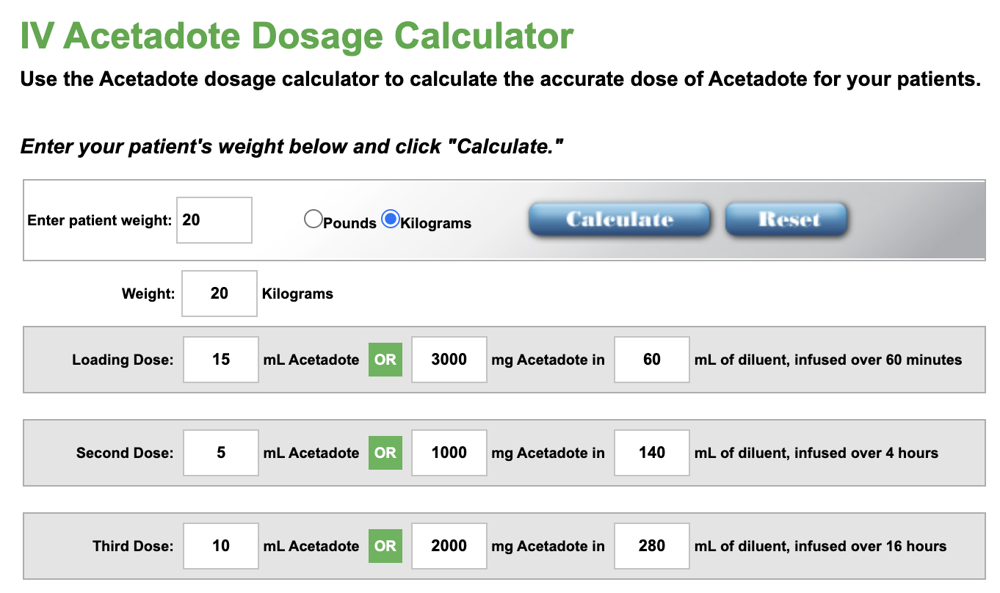 IV Acetadote Dosage Calculator
Use the Acetadote dosage calculator to calculate the accurate dose of Acetadote for your patients.
Enter your patient's weight below and click "Calculate."
Enter patient weight: 20 Pounds Kilograms Calculate Reset
Weight: 20 Kilograms
Loading Dose: 15 mL Acetadote OR 3000 mg Acetadote in 60 mL of diluent, infused over 60 minutes
Second Dose: 5 mL Acetadote OR 1000 mg Acetadote in 140 mL of diluent, infused over 4 hours
Third Dose: 10 mL Acetadote OR 2000 mg Acetadote in 280 mL of diluent, infused over 16 hours